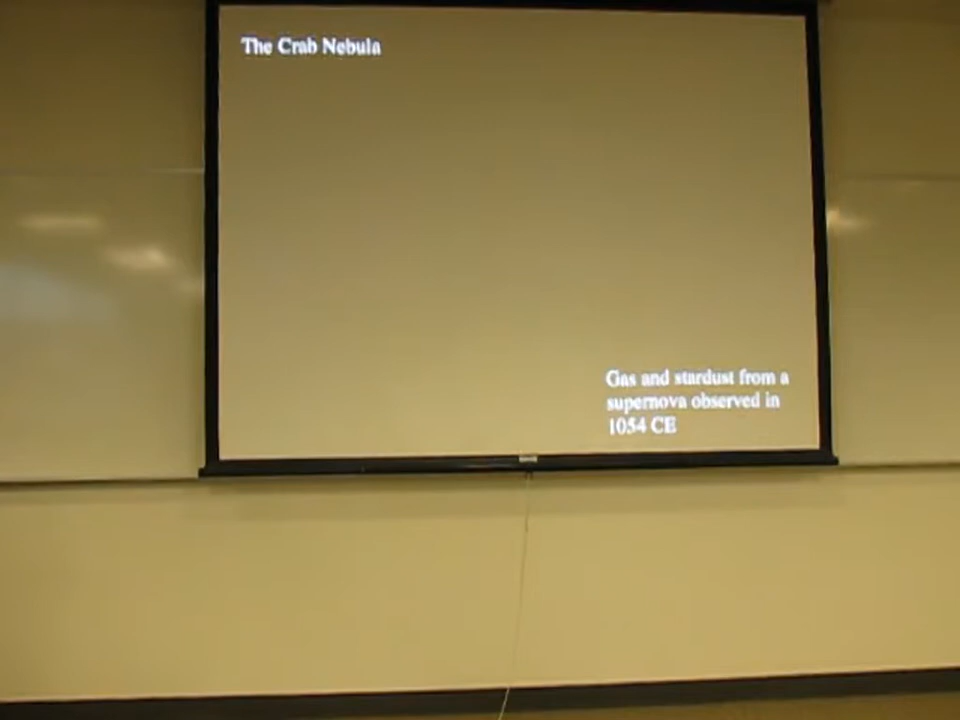 The Crab Nebula
Gas and stardust from a
supernova observed in
1054 CE